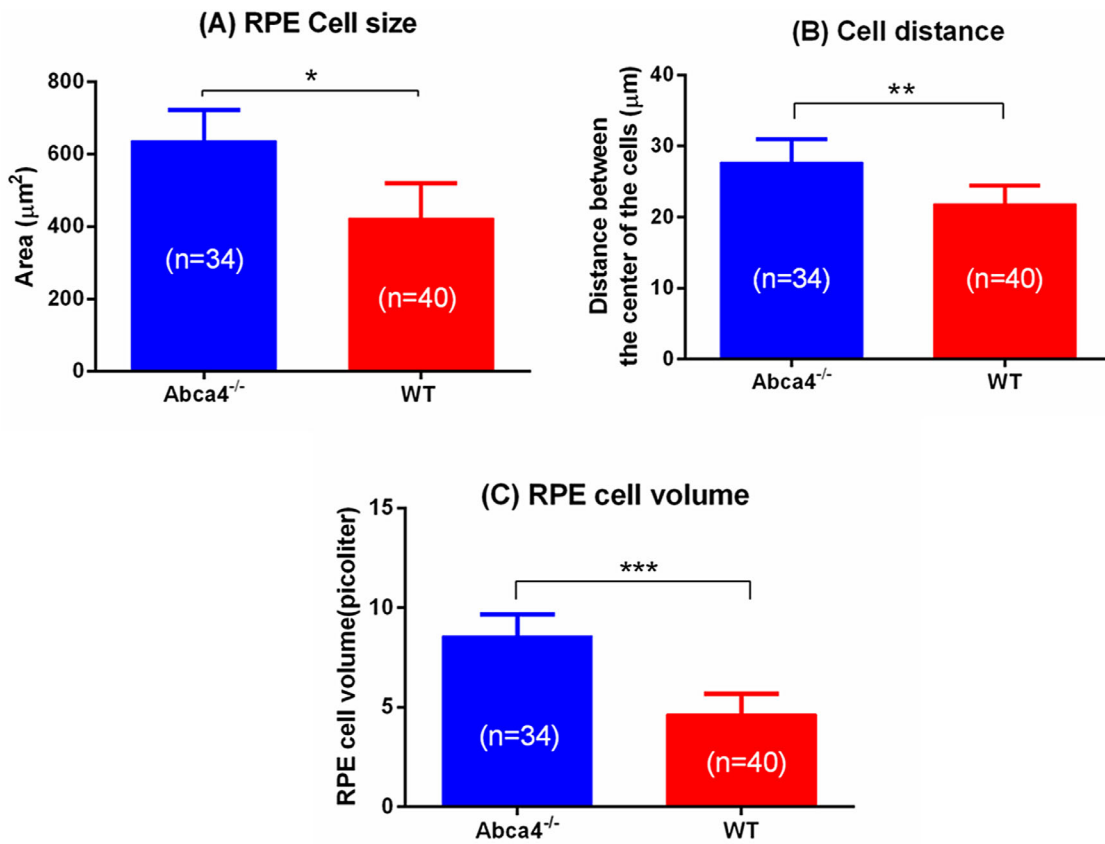 (A) RPE Cell size
Area (μm²)
800
600
400
200
0
*
(n=34)
(n=40)
Abca4⁻/⁻
WT
(B) Cell distance
Distance between
the center of the cells (μm)
40
30
20
10
0
**
(n=34)
(n=40)
Abca4⁻/⁻
WT
(C) RPE cell volume
RPE cell volume(picoliter)
15
10
5
0
***
(n=34)
(n=40)
Abca4⁻/⁻
WT